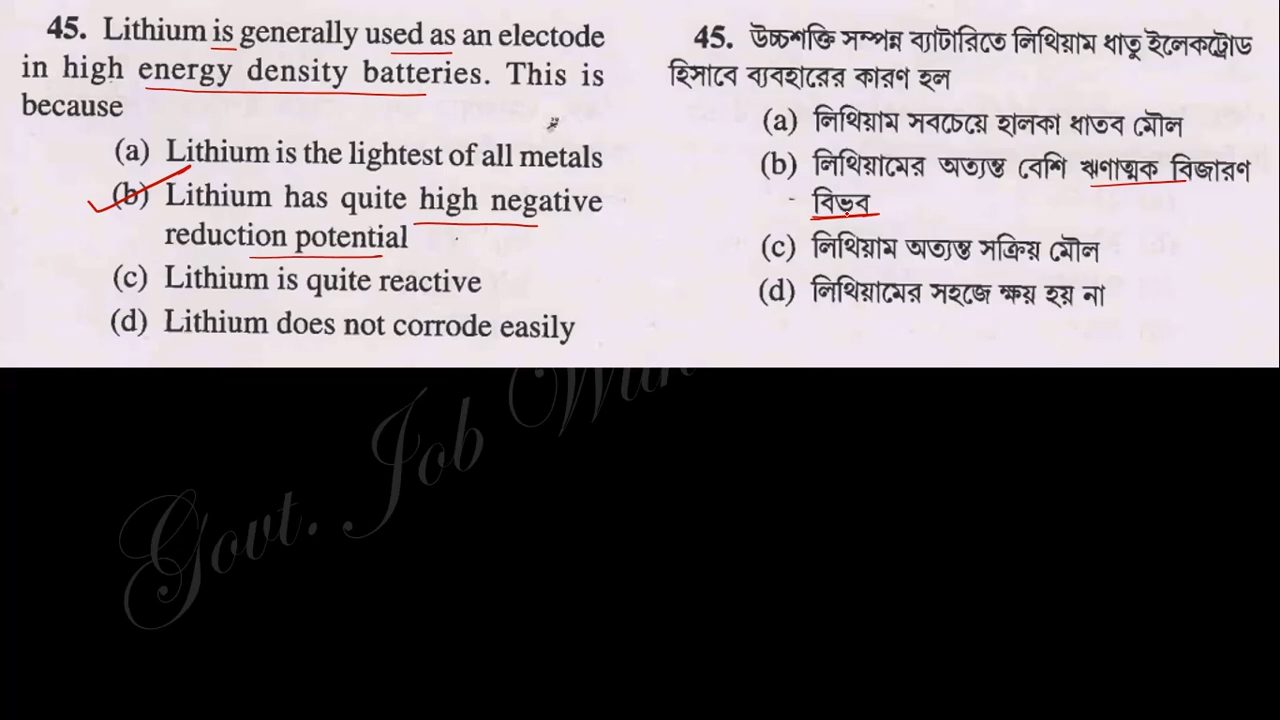 45. Lithium is generally used as an electode
in high energy density batteries. This is
because
(a) Lithium is the lightest of all metals
(b) Lithium has quite high negative
reduction potential
(c) Lithium is quite reactive
(d) Lithium does not corrode easily
45. উচ্চশক্তি সম্পন্ন ব্যাটারিতে লিথিয়াম ধাতু ইলেকট্রোড
হিসাবে ব্যবহারের কারণ হল
(a) লিথিয়াম সবচেয়ে হালকা ধাতব মৌল
(b) লিথিয়ামের অত্যন্ত বেশি ঋণাত্মক বিজারণ
বিভব
(c) লিথিয়াম অত্যন্ত সক্রিয় মৌল
(d) লিথিয়ামের সহজে ক্ষয় হয় না
Govt. Job